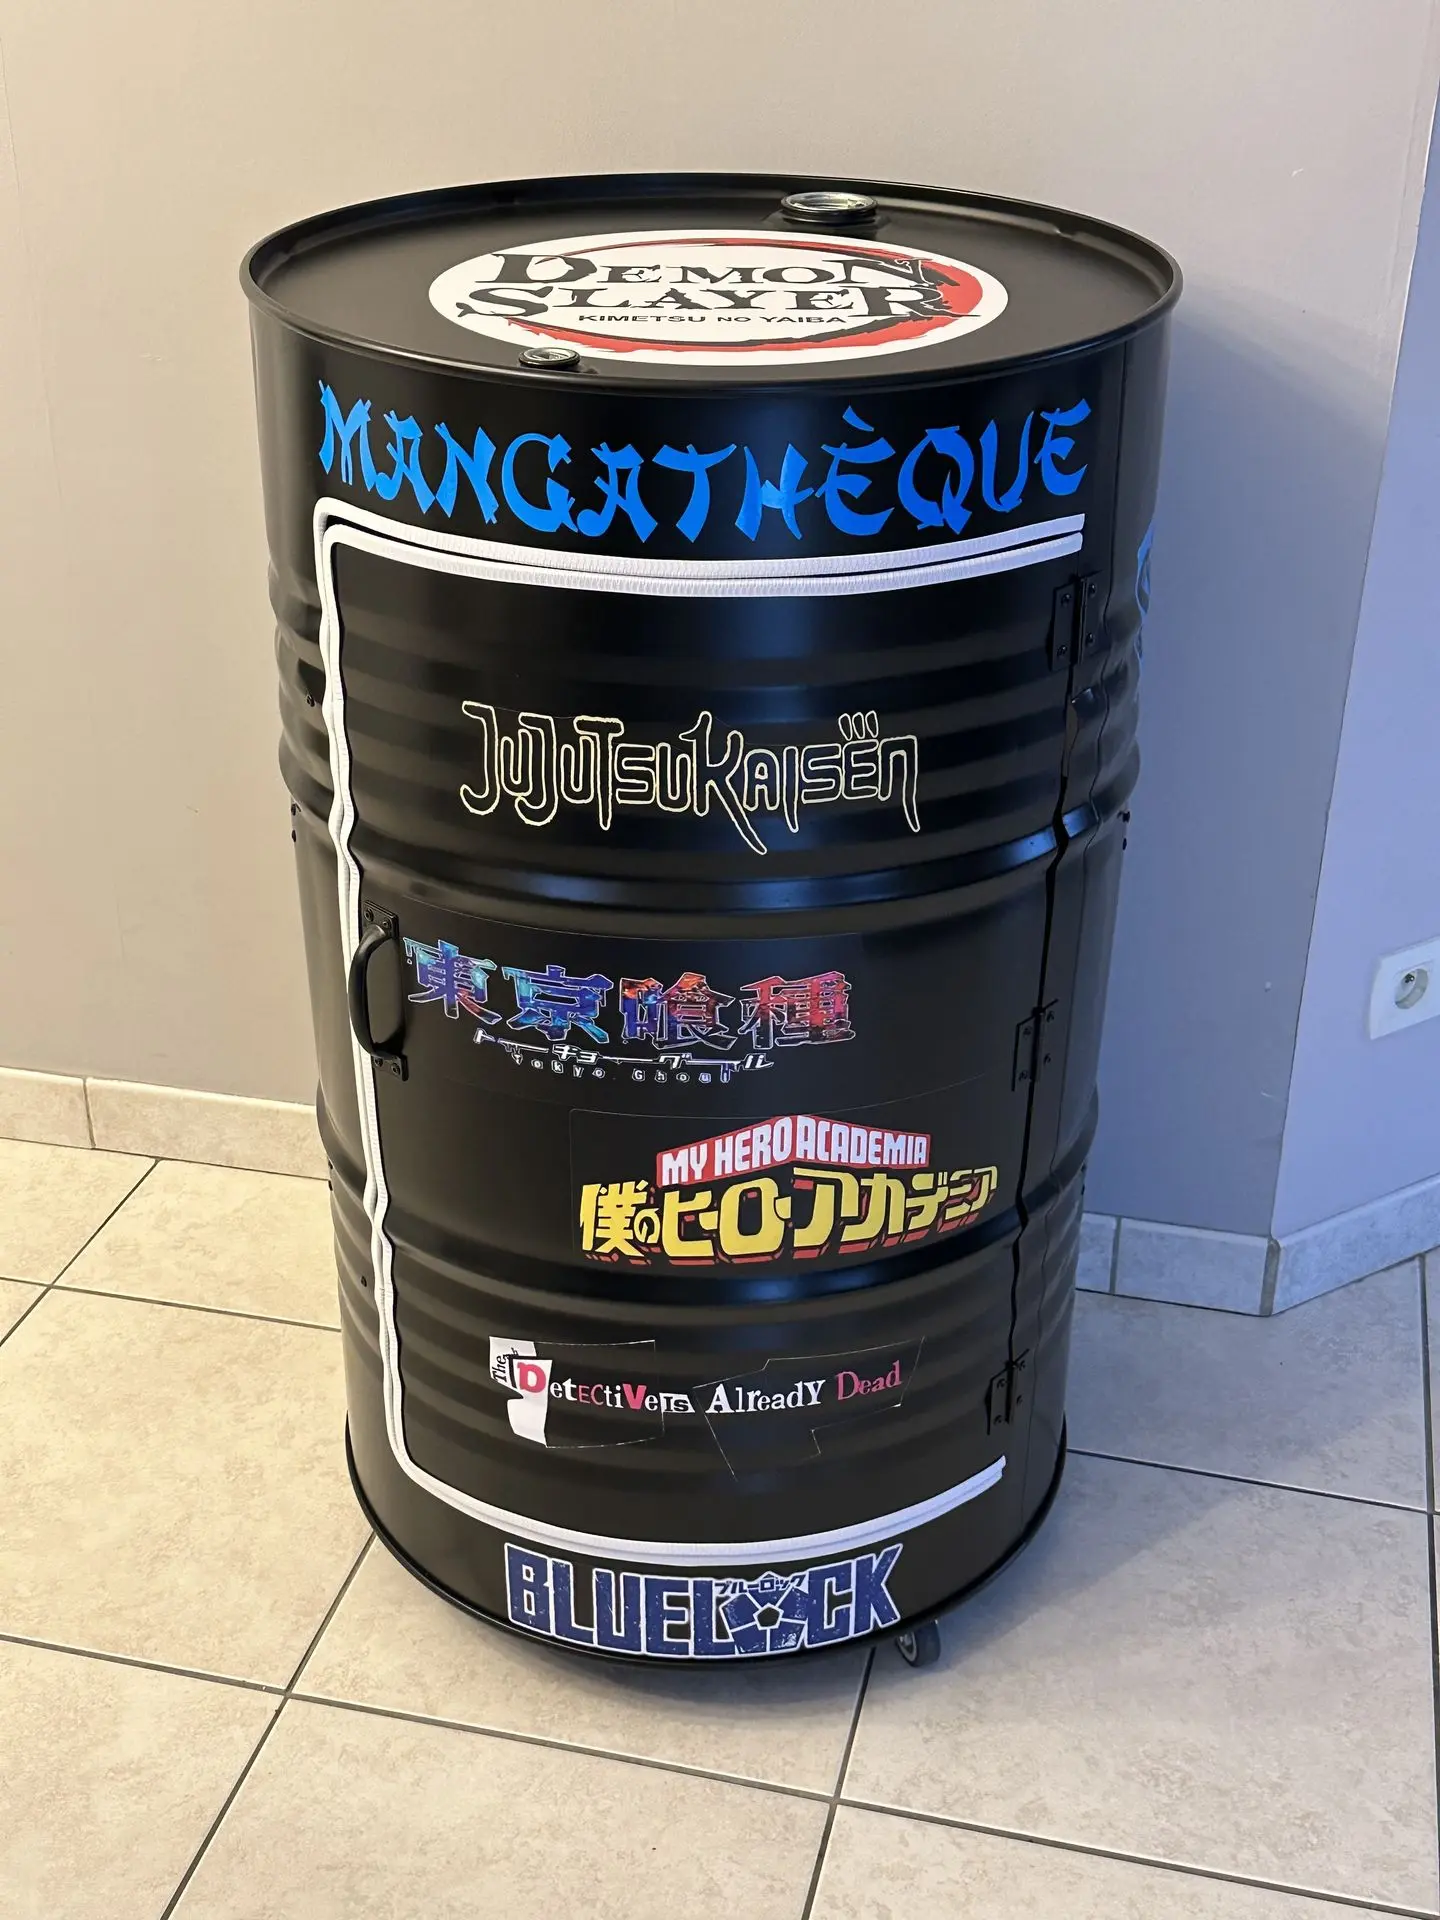 DEMON
SLAYER
KIMETSU NO YAIBA
MANGATHÈQUE
JUJUTSU KAISEN
東京喰種
トーキョーグール
Tokyo Ghoul
MY HERO ACADEMIA
僕のヒーローアカデミア
The Detective Is Already Dead
BLUELOCK
ブルーロック